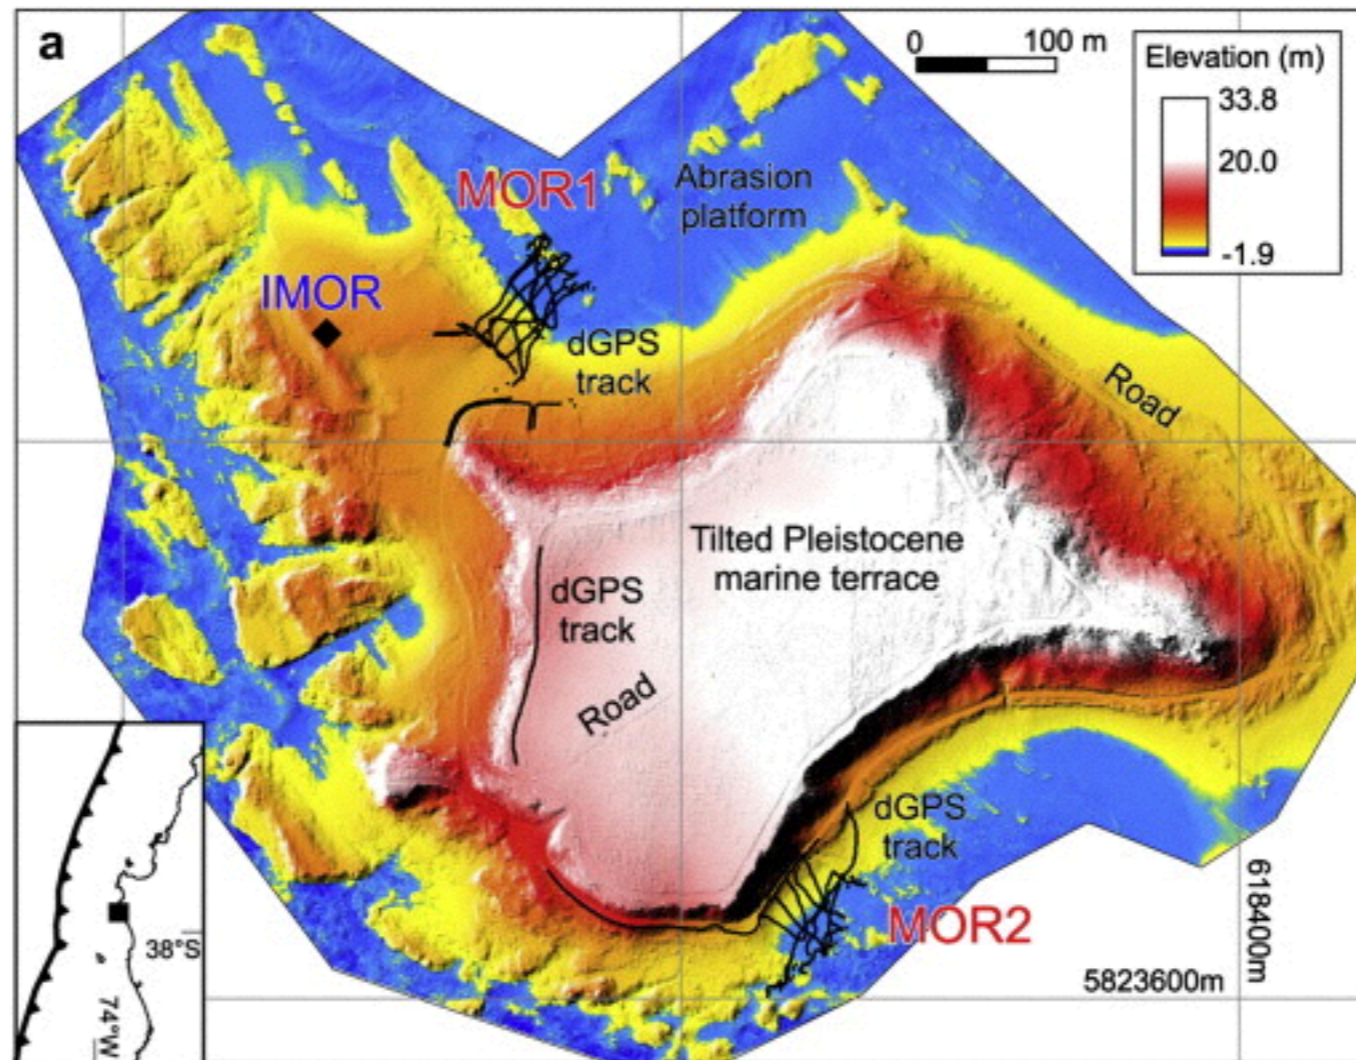 a
0 100 m
Elevation (m)
33.8
20.0
-1.9
MOR1
Abrasion
platform
IMOR
dGPS
track
Road
Tilted Pleistocene
marine terrace
dGPS
track
Road
dGPS
track
MOR2
618400m
5823600m
38°S
74°W